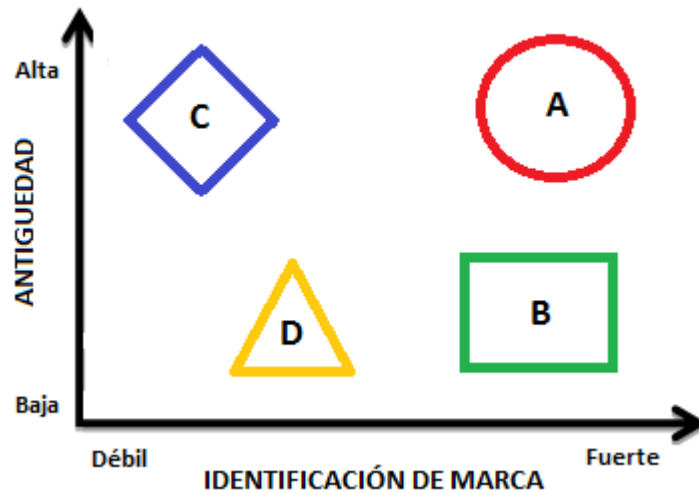 Alta
C
A
ANTIGUEDAD
D
B
Baja
Débil
Fuerte
IDENTIFICACIÓN DE MARCA